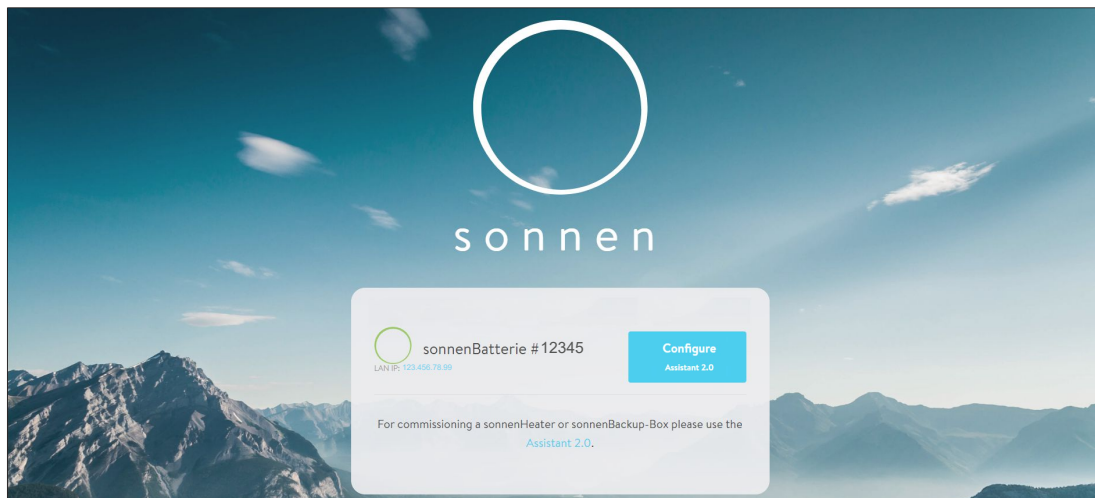 sonnen
sonnenBatterie #12345
LAN IP: 123.456.78.99
Configure
Assistant 2.0
For commissioning a sonnenHeater or sonnenBackup-Box please use the
Assistant 2.0.